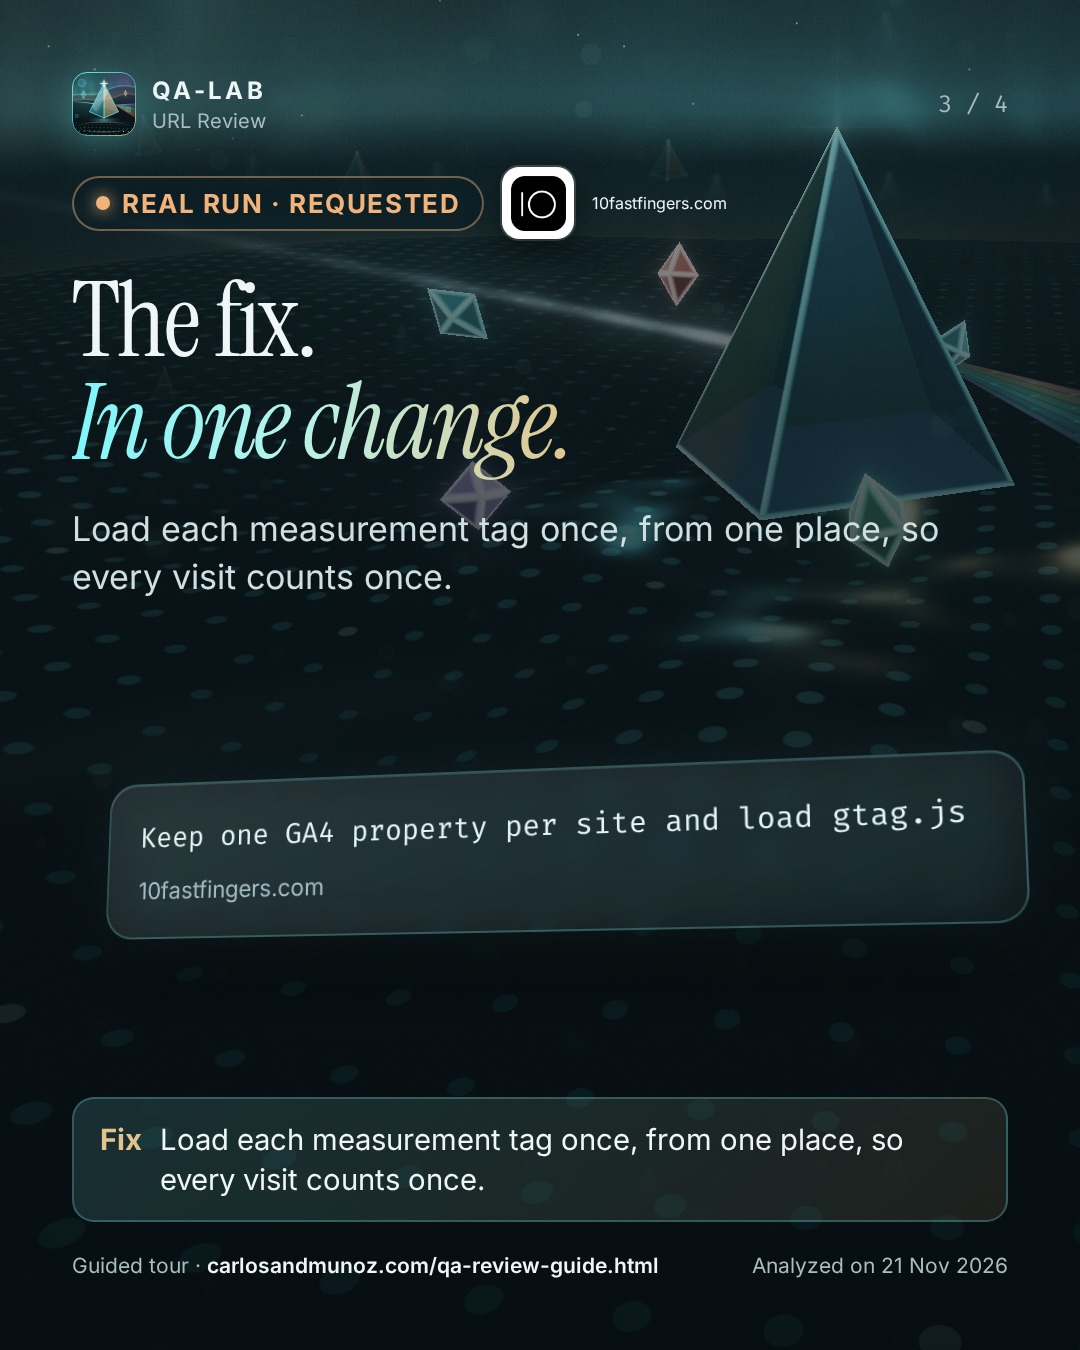 QA-LAB
URL Review
3 / 4
REAL RUN · REQUESTED
10fastfingers.com
The fix.
In one change.
Load each measurement tag once, from one place, so
every visit counts once.
Keep one GA4 property per site and load gtag.js
10fastfingers.com
Fix Load each measurement tag once, from one place, so
every visit counts once.
Guided tour · carlosandmunoz.com/qa-review-guide.html
Analyzed on 21 Nov 2026